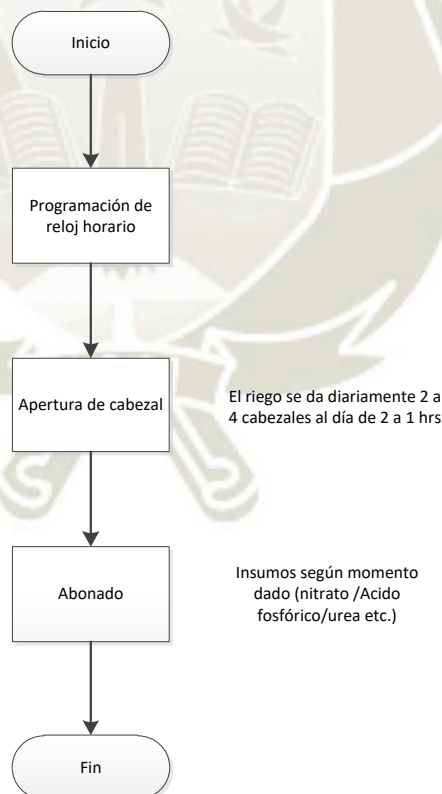 Inicio
Programación de
reloj horario
Apertura de cabezal
El riego se da diariamente 2 a
4 cabezales al día de 2 a 1 hrs
Abonado
Insumos según momento
dado (nitrato /Acido
fosfórico/urea etc.)
Fin